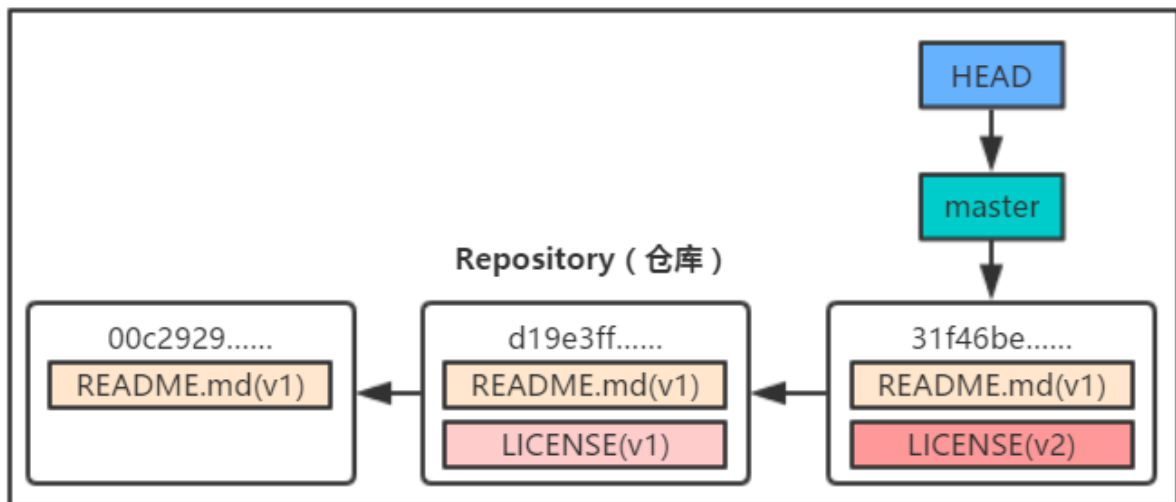 HEAD
master
Repository（仓库）
00c2929......
README.md(v1)
d19e3ff......
README.md(v1)
LICENSE(v1)
31f46be......
README.md(v1)
LICENSE(v2)